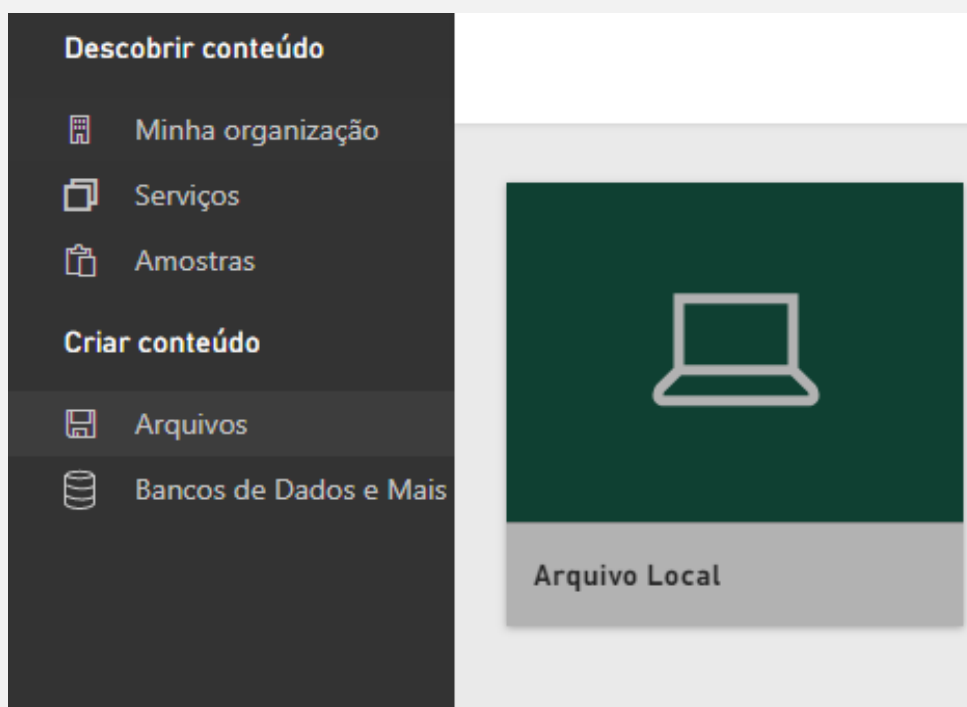 Descobrir conteúdo
Minha organização
Serviços
Amostras
Criar conteúdo
Arquivos
Bancos de Dados e Mais
Arquivo Local